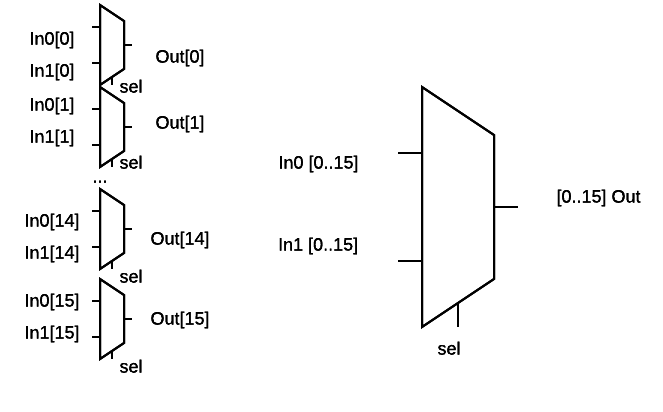 In0[0]
In1[0]
Out[0]
sel
In0[1]
In1[1]
Out[1]
sel
...
In0[14]
In1[14]
Out[14]
sel
In0[15]
In1[15]
Out[15]
sel
In0 [0..15]
In1 [0..15]
[0..15] Out
sel